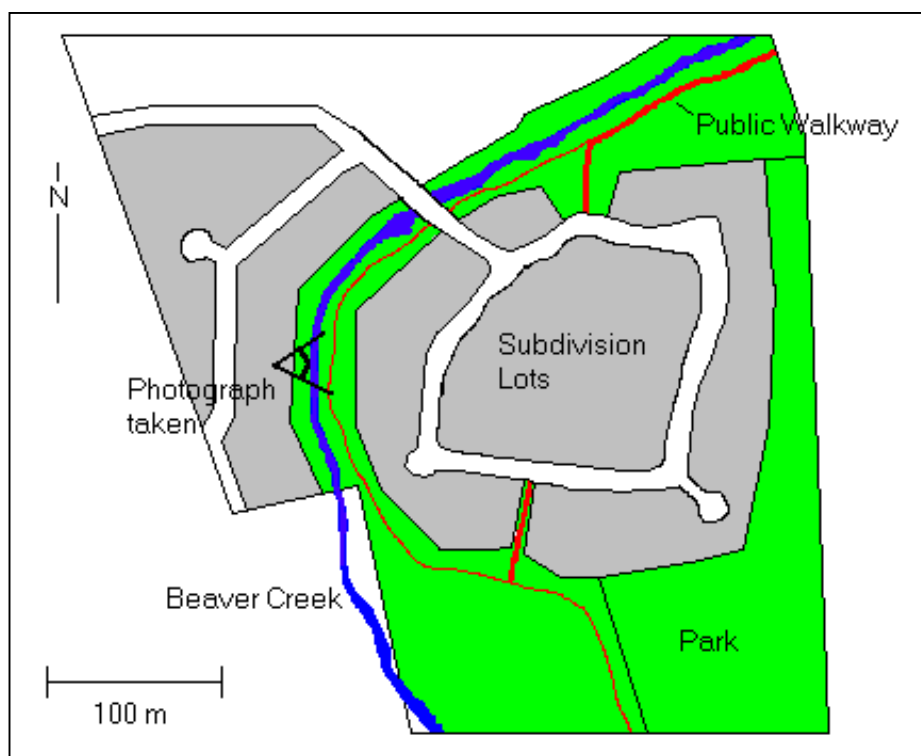 Public Walkway
N
Subdivision
Lots
Photograph
taken
Beaver Creek
Park
100 m